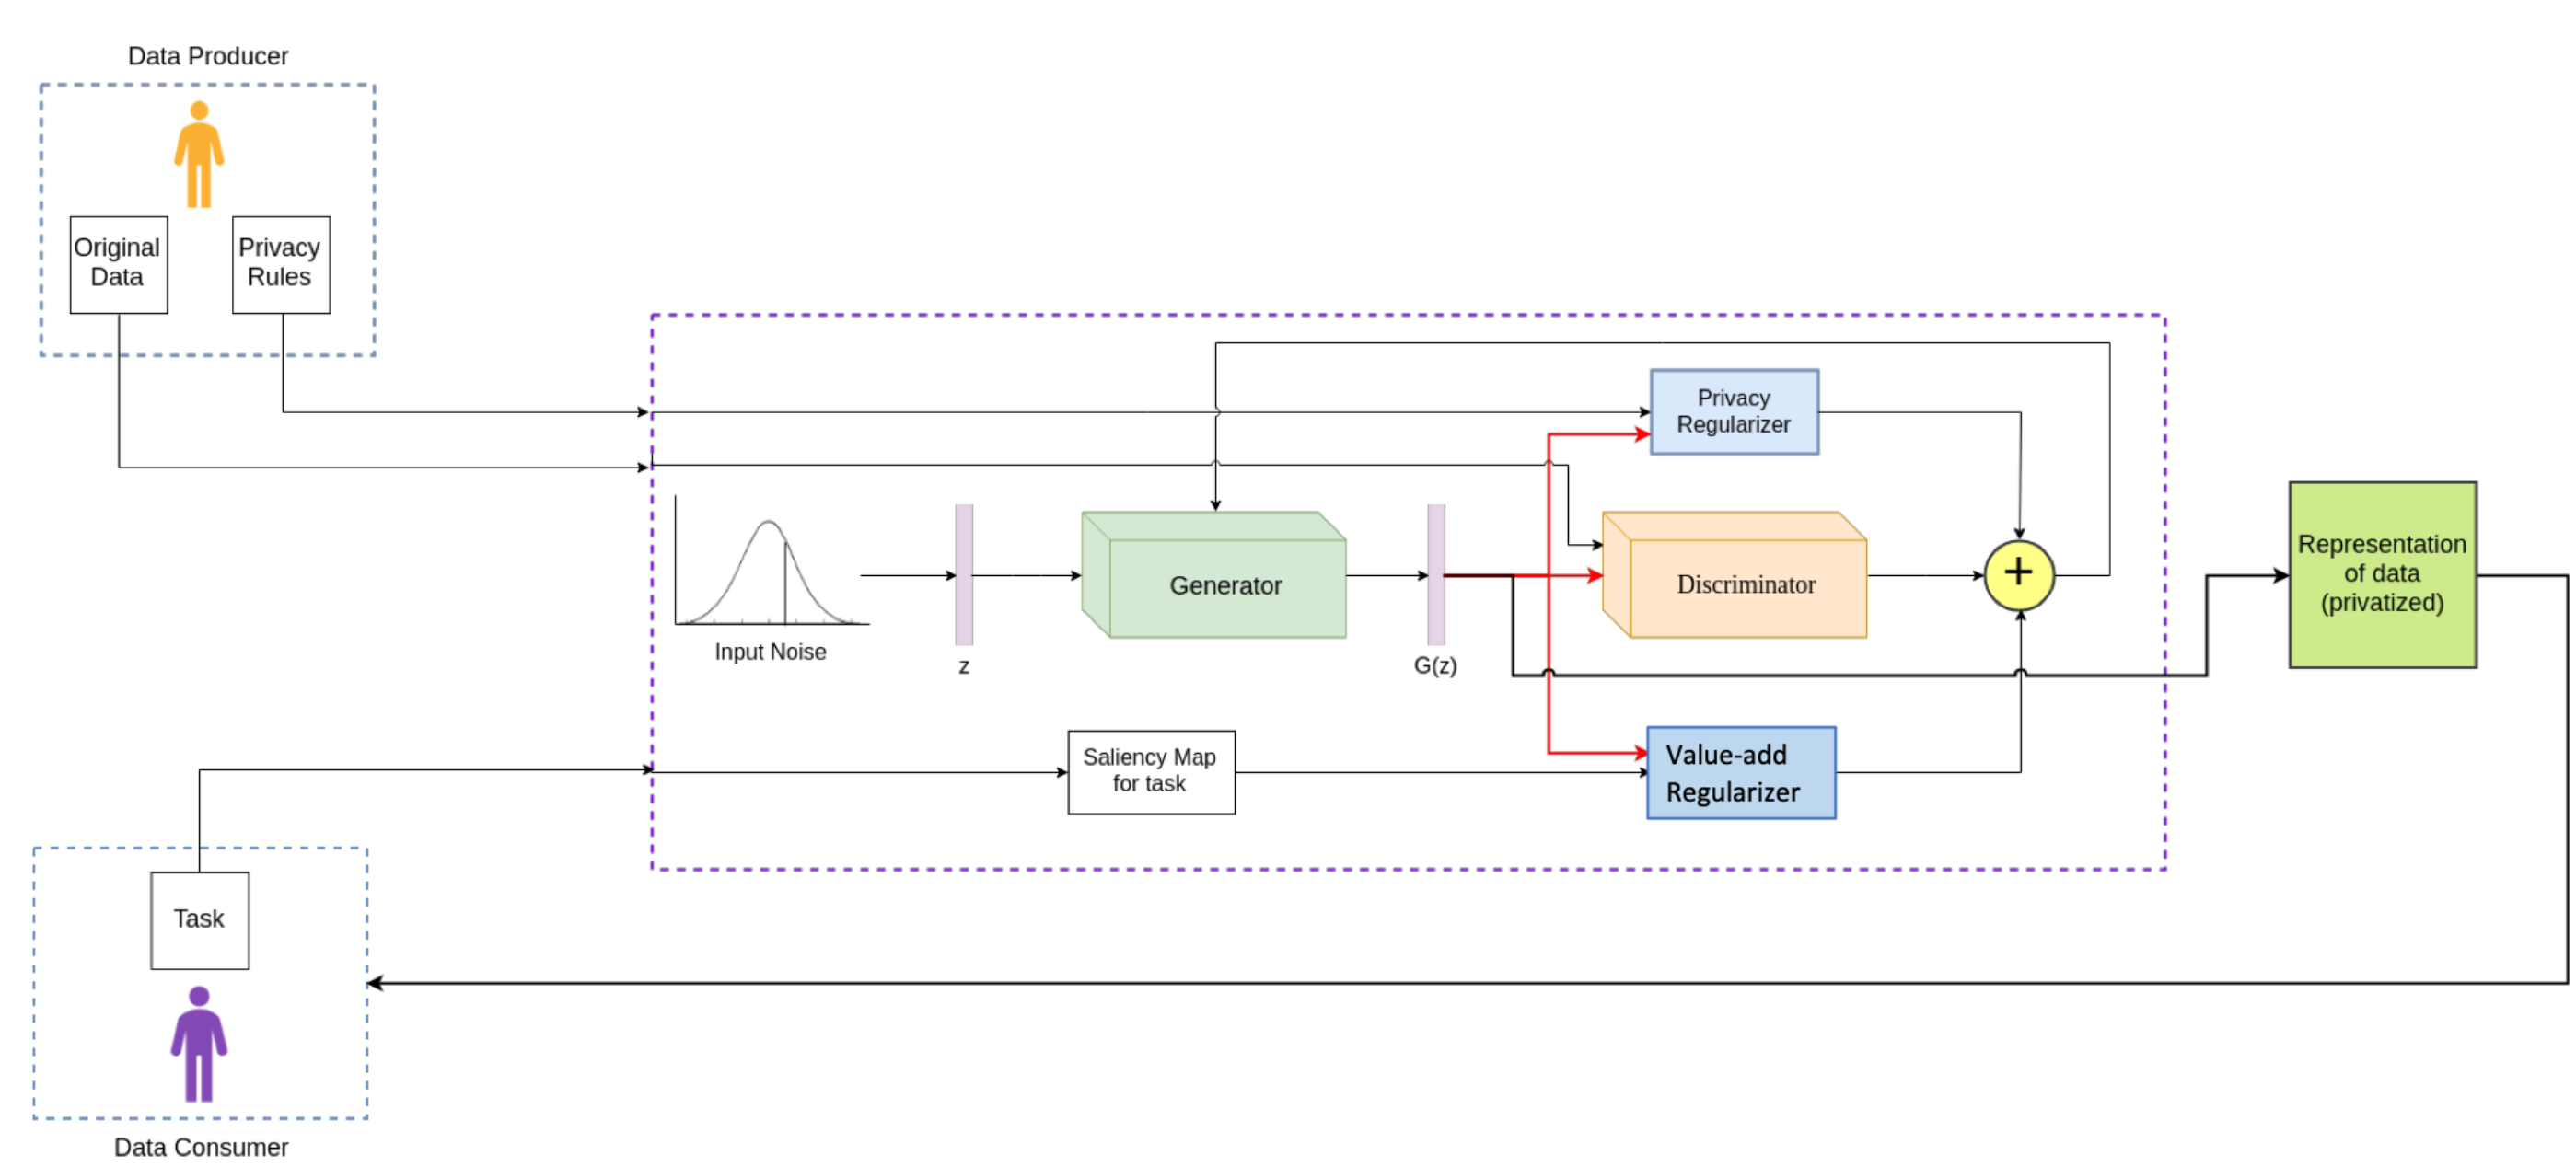 Data Producer
Original
Data
Privacy
Rules
Privacy
Regularizer
Input Noise
z
Generator
G(z)
Discriminator
+
Representation
of data
(privatized)
Saliency Map
for task
Value-add
Regularizer
Task
Data Consumer